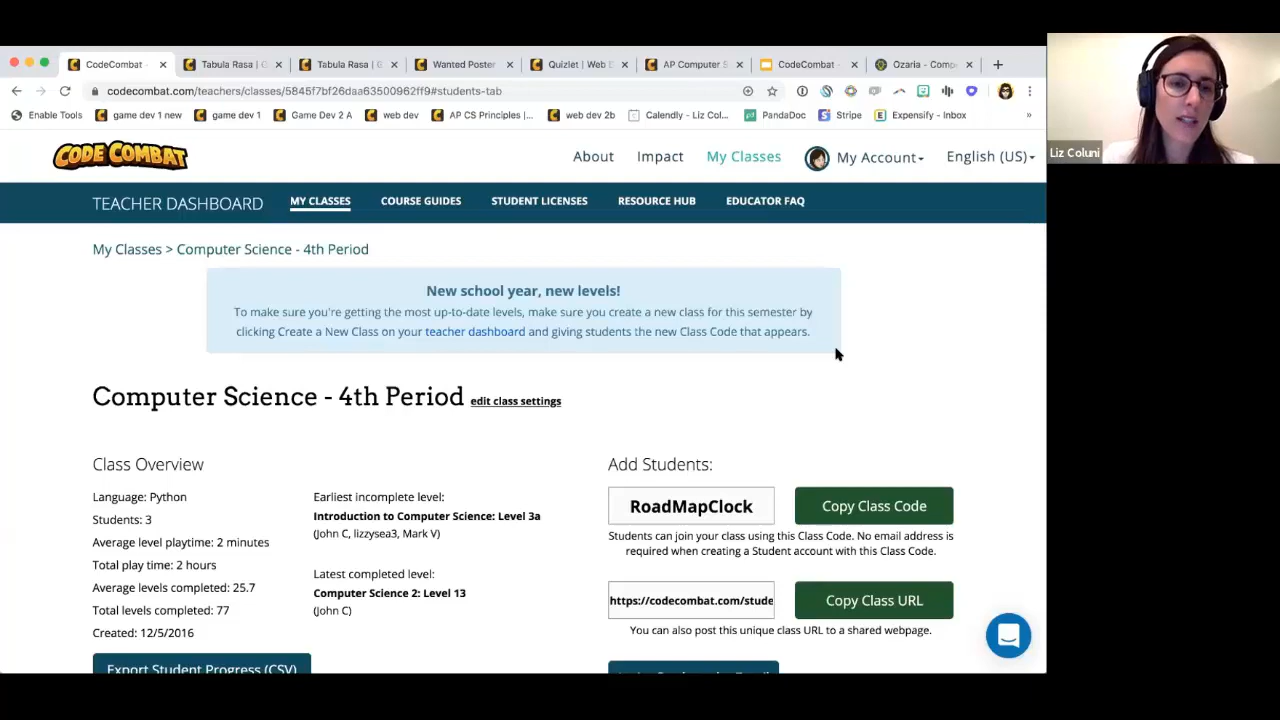 CodeCombat -
Tabula Rasa | G
Tabula Rasa | G
Wanted Poster
Quizlet | Web D
AP Computer S
CodeCombat -
Ozaria - Comp
codecombat.com/teachers/classes/5845f7bf26daa63500962ff9#students-tab
Enable Tools
game dev 1 new
game dev 1
Game Dev 2 A
web dev
AP CS Principles |...
web dev 2b
Calendly - Liz Col...
PandaDoc
Stripe
Expensify - Inbox
»
CODE COMBAT
About
Impact
My Classes
My Account
English (US)
Liz Coluni
TEACHER DASHBOARD
MY CLASSES
COURSE GUIDES
STUDENT LICENSES
RESOURCE HUB
EDUCATOR FAQ
My Classes > Computer Science - 4th Period
New school year, new levels!
To make sure you're getting the most up-to-date levels, make sure you create a new class for this semester by
clicking Create a New Class on your teacher dashboard and giving students the new Class Code that appears.
Computer Science - 4th Period edit class settings
Class Overview
Language: Python
Students: 3
Average level playtime: 2 minutes
Total play time: 2 hours
Average levels completed: 25.7
Total levels completed: 77
Created: 12/5/2016
Export Student Progress (CSV)
Earliest incomplete level:
Introduction to Computer Science: Level 3a
(John C, lizzysea3, Mark V)
Latest completed level:
Computer Science 2: Level 13
(John C)
Add Students:
RoadMapClock
Copy Class Code
Students can join your class using this Class Code. No email address is
required when creating a Student account with this Class Code.
https://codecombat.com/stude
Copy Class URL
You can also post this unique class URL to a shared webpage.